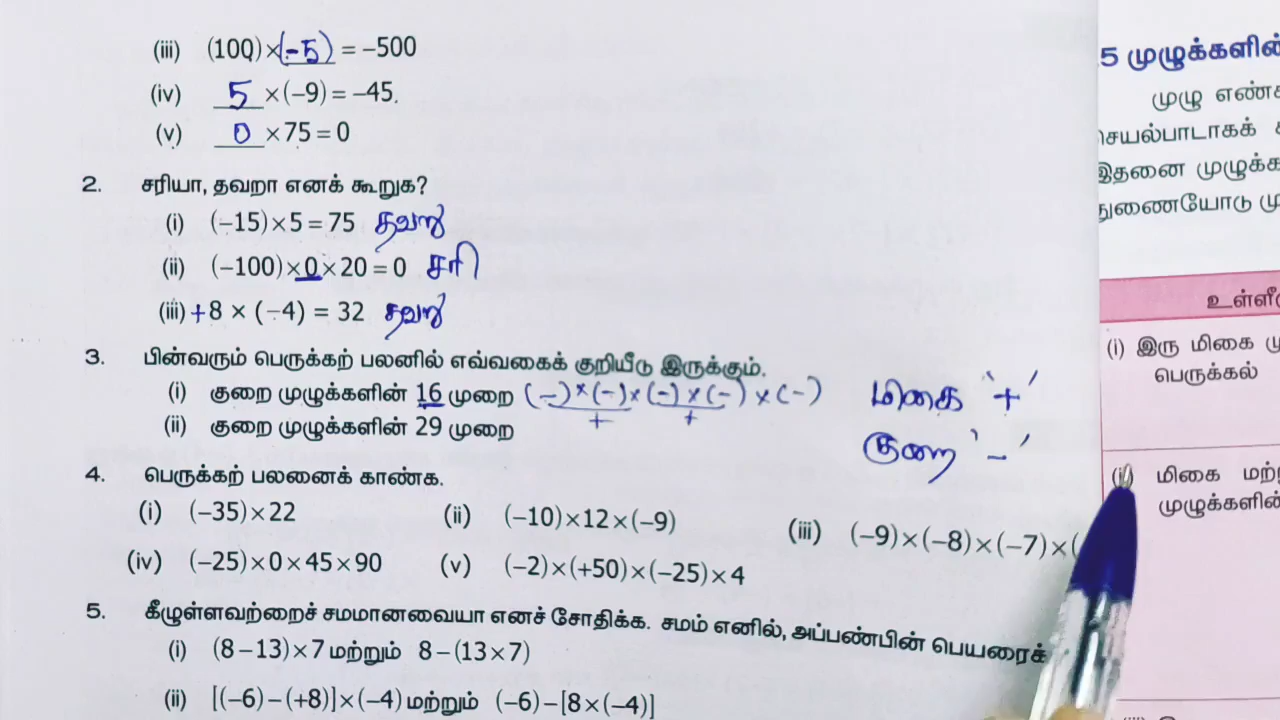 (iii) (100)×(-5) = −500
(iv) 5 ×(−9) = −45.
(v) 0 ×75 = 0
2. சரியா, தவறா எனக் கூறுக?
(i) (−15)×5 = 75 தவறு
(ii) (−100)×0×20 = 0 சரி
(iii) +8 × (−4) = 32 தவறு
3. பின்வரும் பெருக்கற் பலனில் எவ்வகைக் குறியீடு இருக்கும்.
(i) குறை முழுக்களின் 16 முறை (-)×(-)×(-)×(-)×(-) மிகை '+'
+ +
(ii) குறை முழுக்களின் 29 முறை குறை '-'
4. பெருக்கற் பலனைக் காண்க.
(i) (−35)×22 (ii) (−10)×12×(−9) (iii) (−9)×(−8)×(−7)×(
(iv) (−25)×0×45×90 (v) (−2)×(+50)×(−25)×4
5. கீழுள்ளவற்றைச் சமமானவையா எனச் சோதிக்க. சமம் எனில், அப்பண்பின் பெயரைக்
(i) (8−13)×7 மற்றும் 8−(13×7)
(ii) [(−6)−(+8)]×(−4) மற்றும் (−6)−[8×(−4)]
5 முழுக்களின்
முழு
செயல்பாடாகக்
இதனை
முழுக்க
(i) இரு மிகை
பெருக்கல்
மிகை